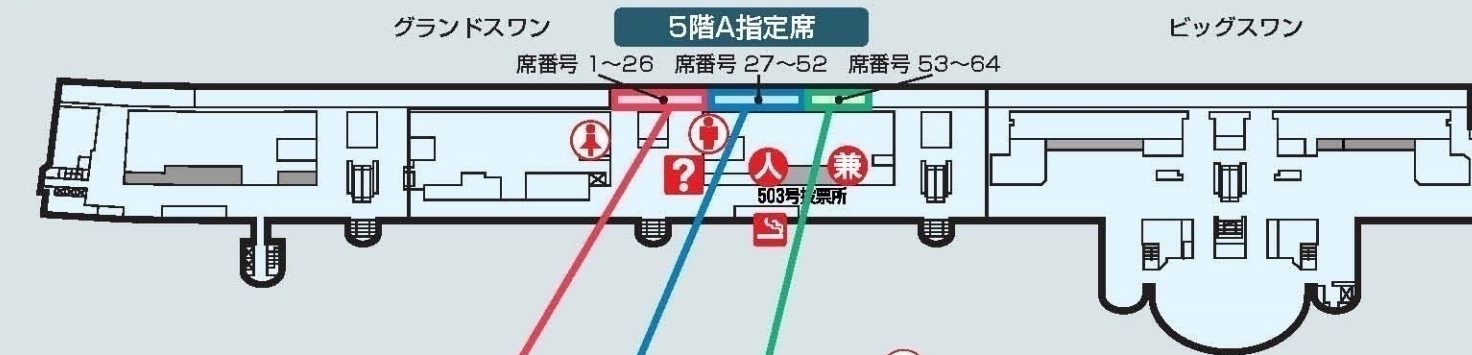 グランドスワン
5階A指定席
ビッグスワン
席番号 1～26
席番号 27～52
席番号 53～64
?
人
兼
503号投票所